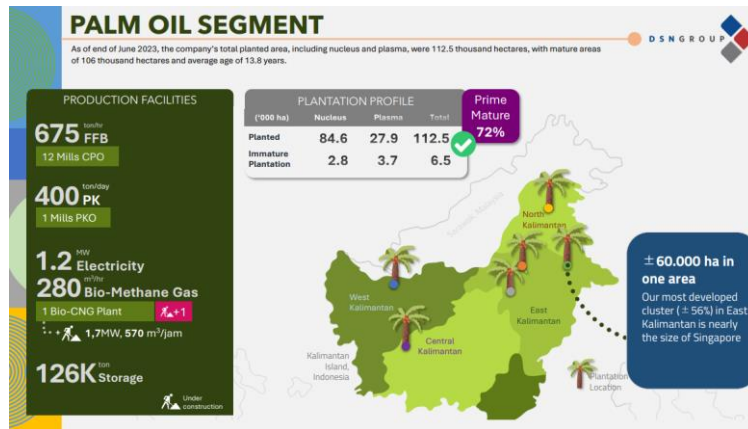 PALM OIL SEGMENT
As of end of June 2023, the company's total planted area, including nucleus and plasma, were 112.5 thousand hectares, with mature areas
of 106 thousand hectares and average age of 13.8 years.
DSNGROUP
PRODUCTION FACILITIES
675 ton/hr FFB
12 Mills CPO
400 ton/day PK
1 Mills PKO
1.2 MW Electricity
280 m³/hr Bio-Methane Gas
1 Bio-CNG Plant +1
+ 1,7MW, 570 m³/jam
126K ton Storage
Under
construction
PLANTATION PROFILE
('000 ha) Nucleus Plasma Total
Planted 84.6 27.9 112.5
Immature
Plantation 2.8 3.7 6.5
Prime
Mature
72%
Sarawak, Malaysia
North
Kalimantan
West
Kalimantan
East
Kalimantan
Central
Kalimantan
Kalimantan
Island,
Indonesia
Plantation
Location
±60.000 ha in
one area
Our most developed
cluster (±56%) in East
Kalimantan is nearly
the size of Singapore